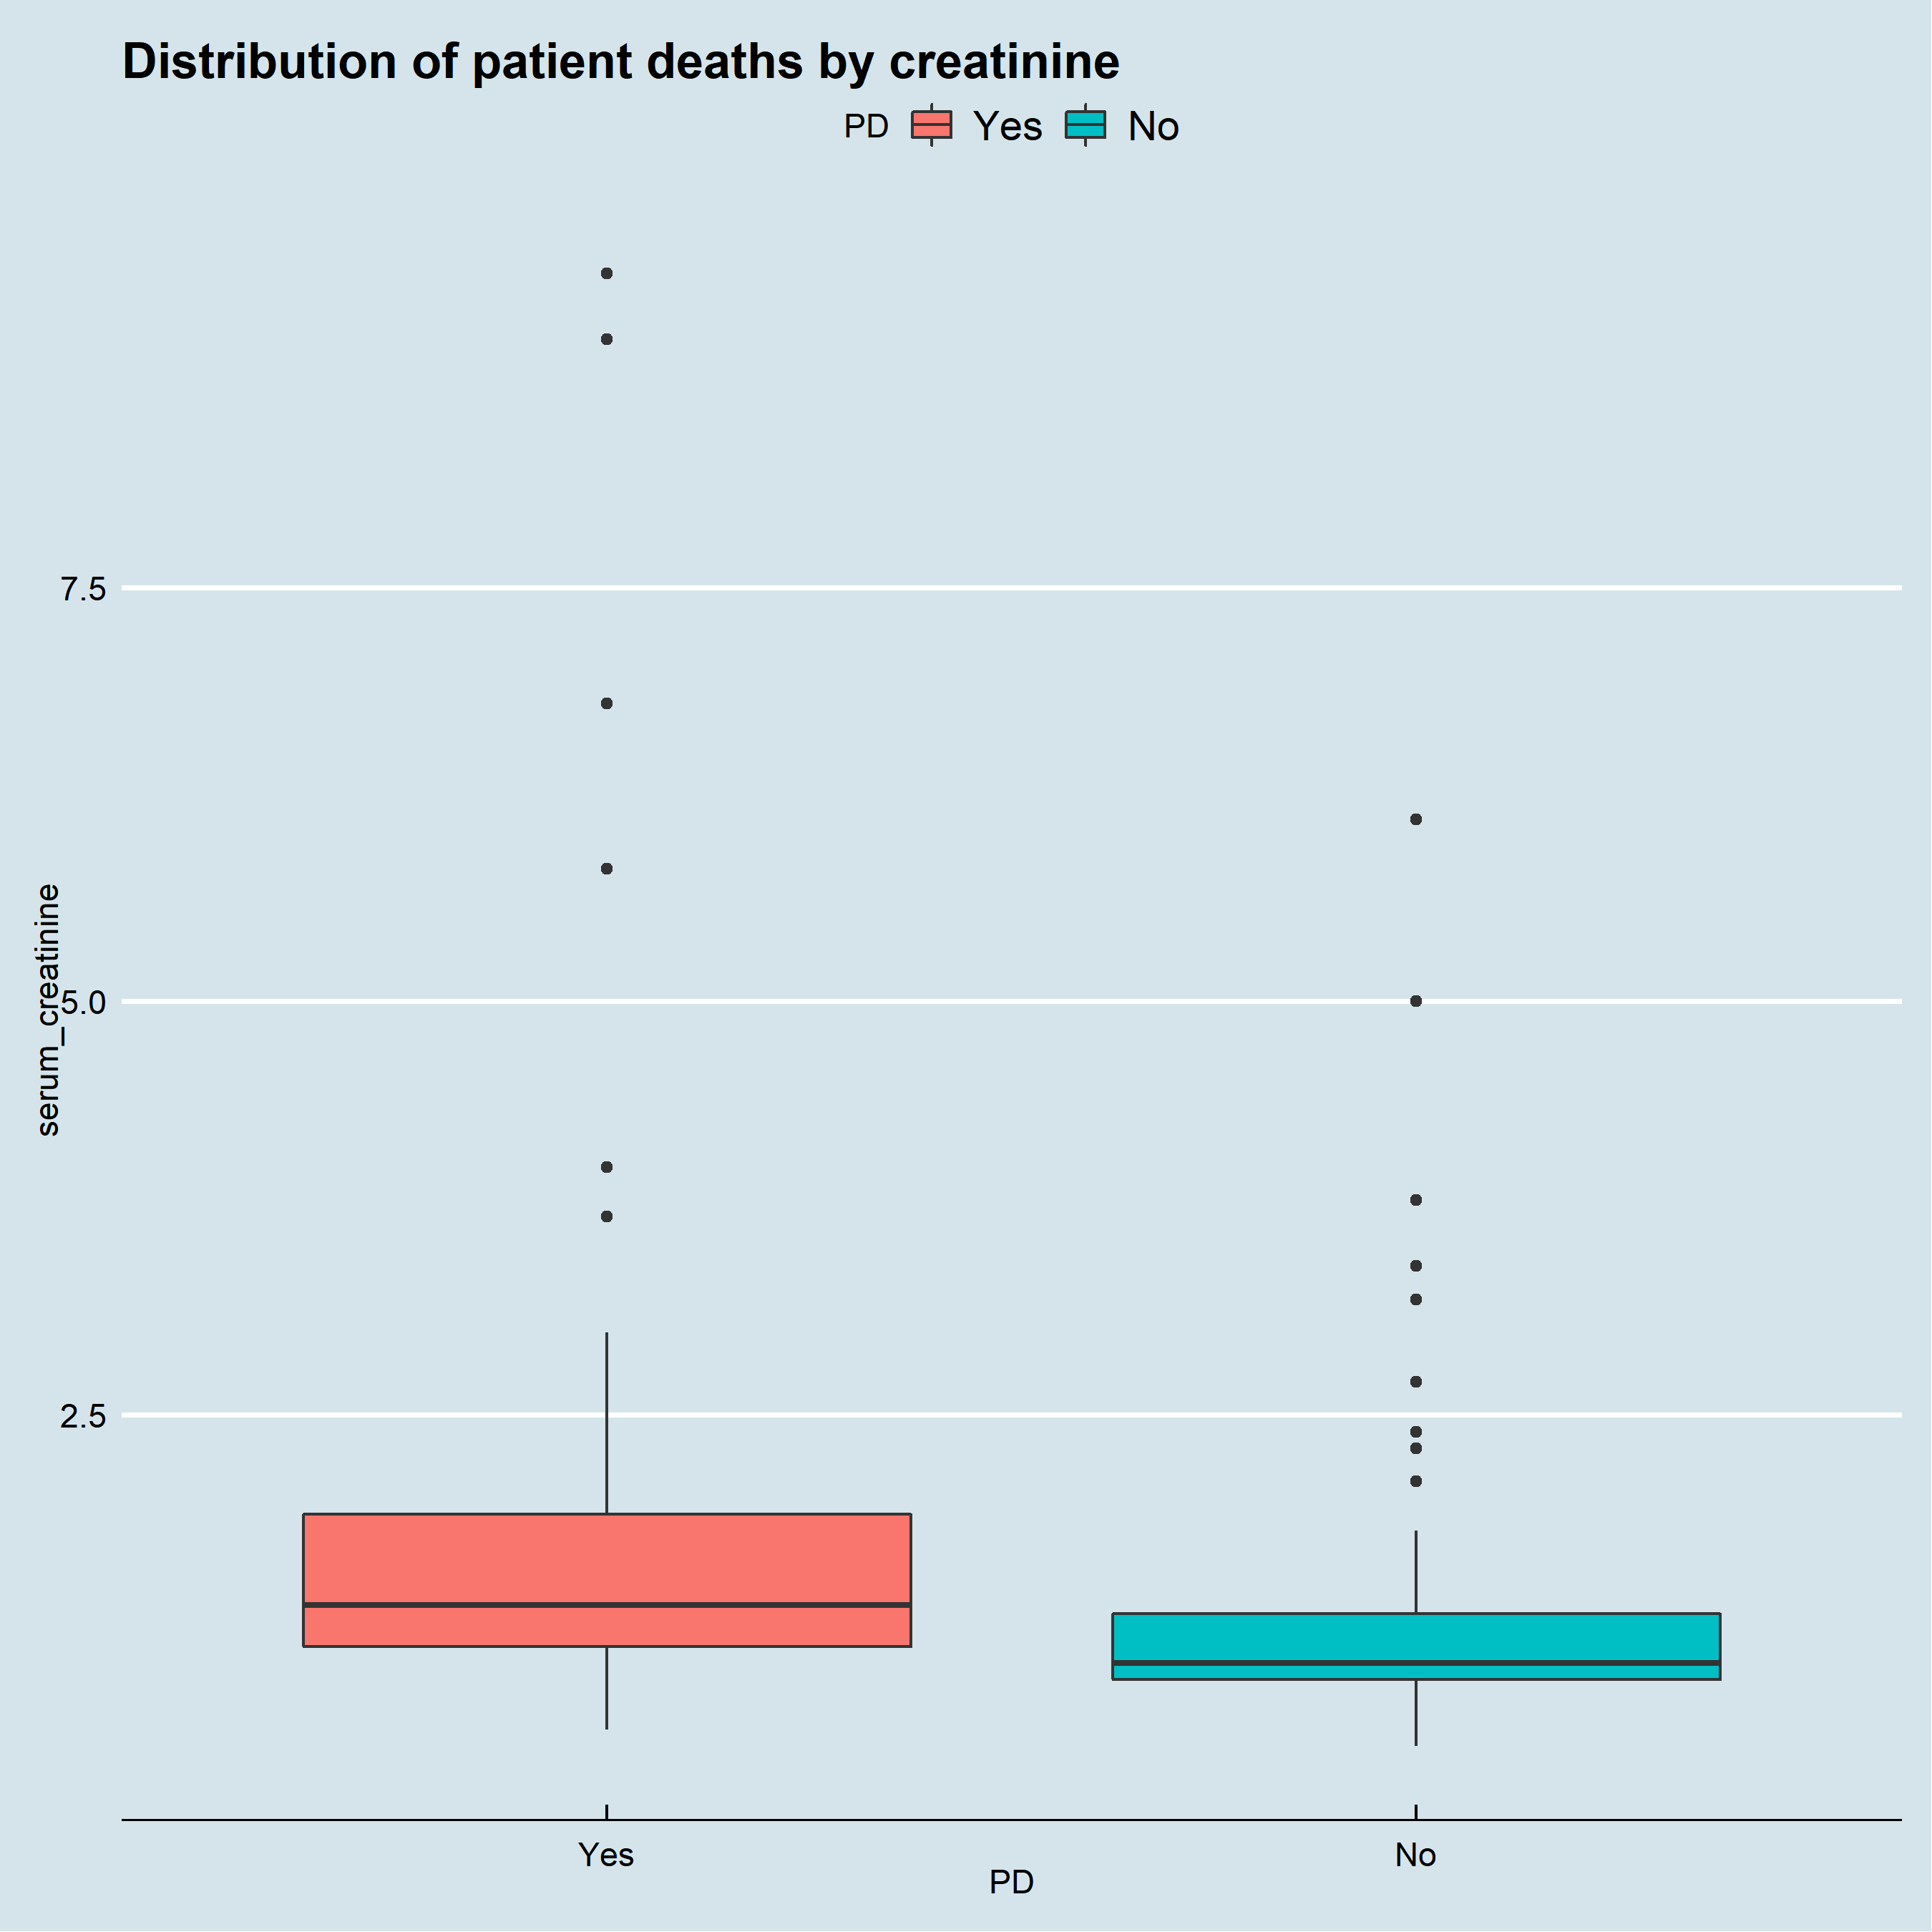 Distribution of patient deaths by creatinine
PD Yes No
7.5
5.0
2.5
serum_creatinine
Yes No
PD